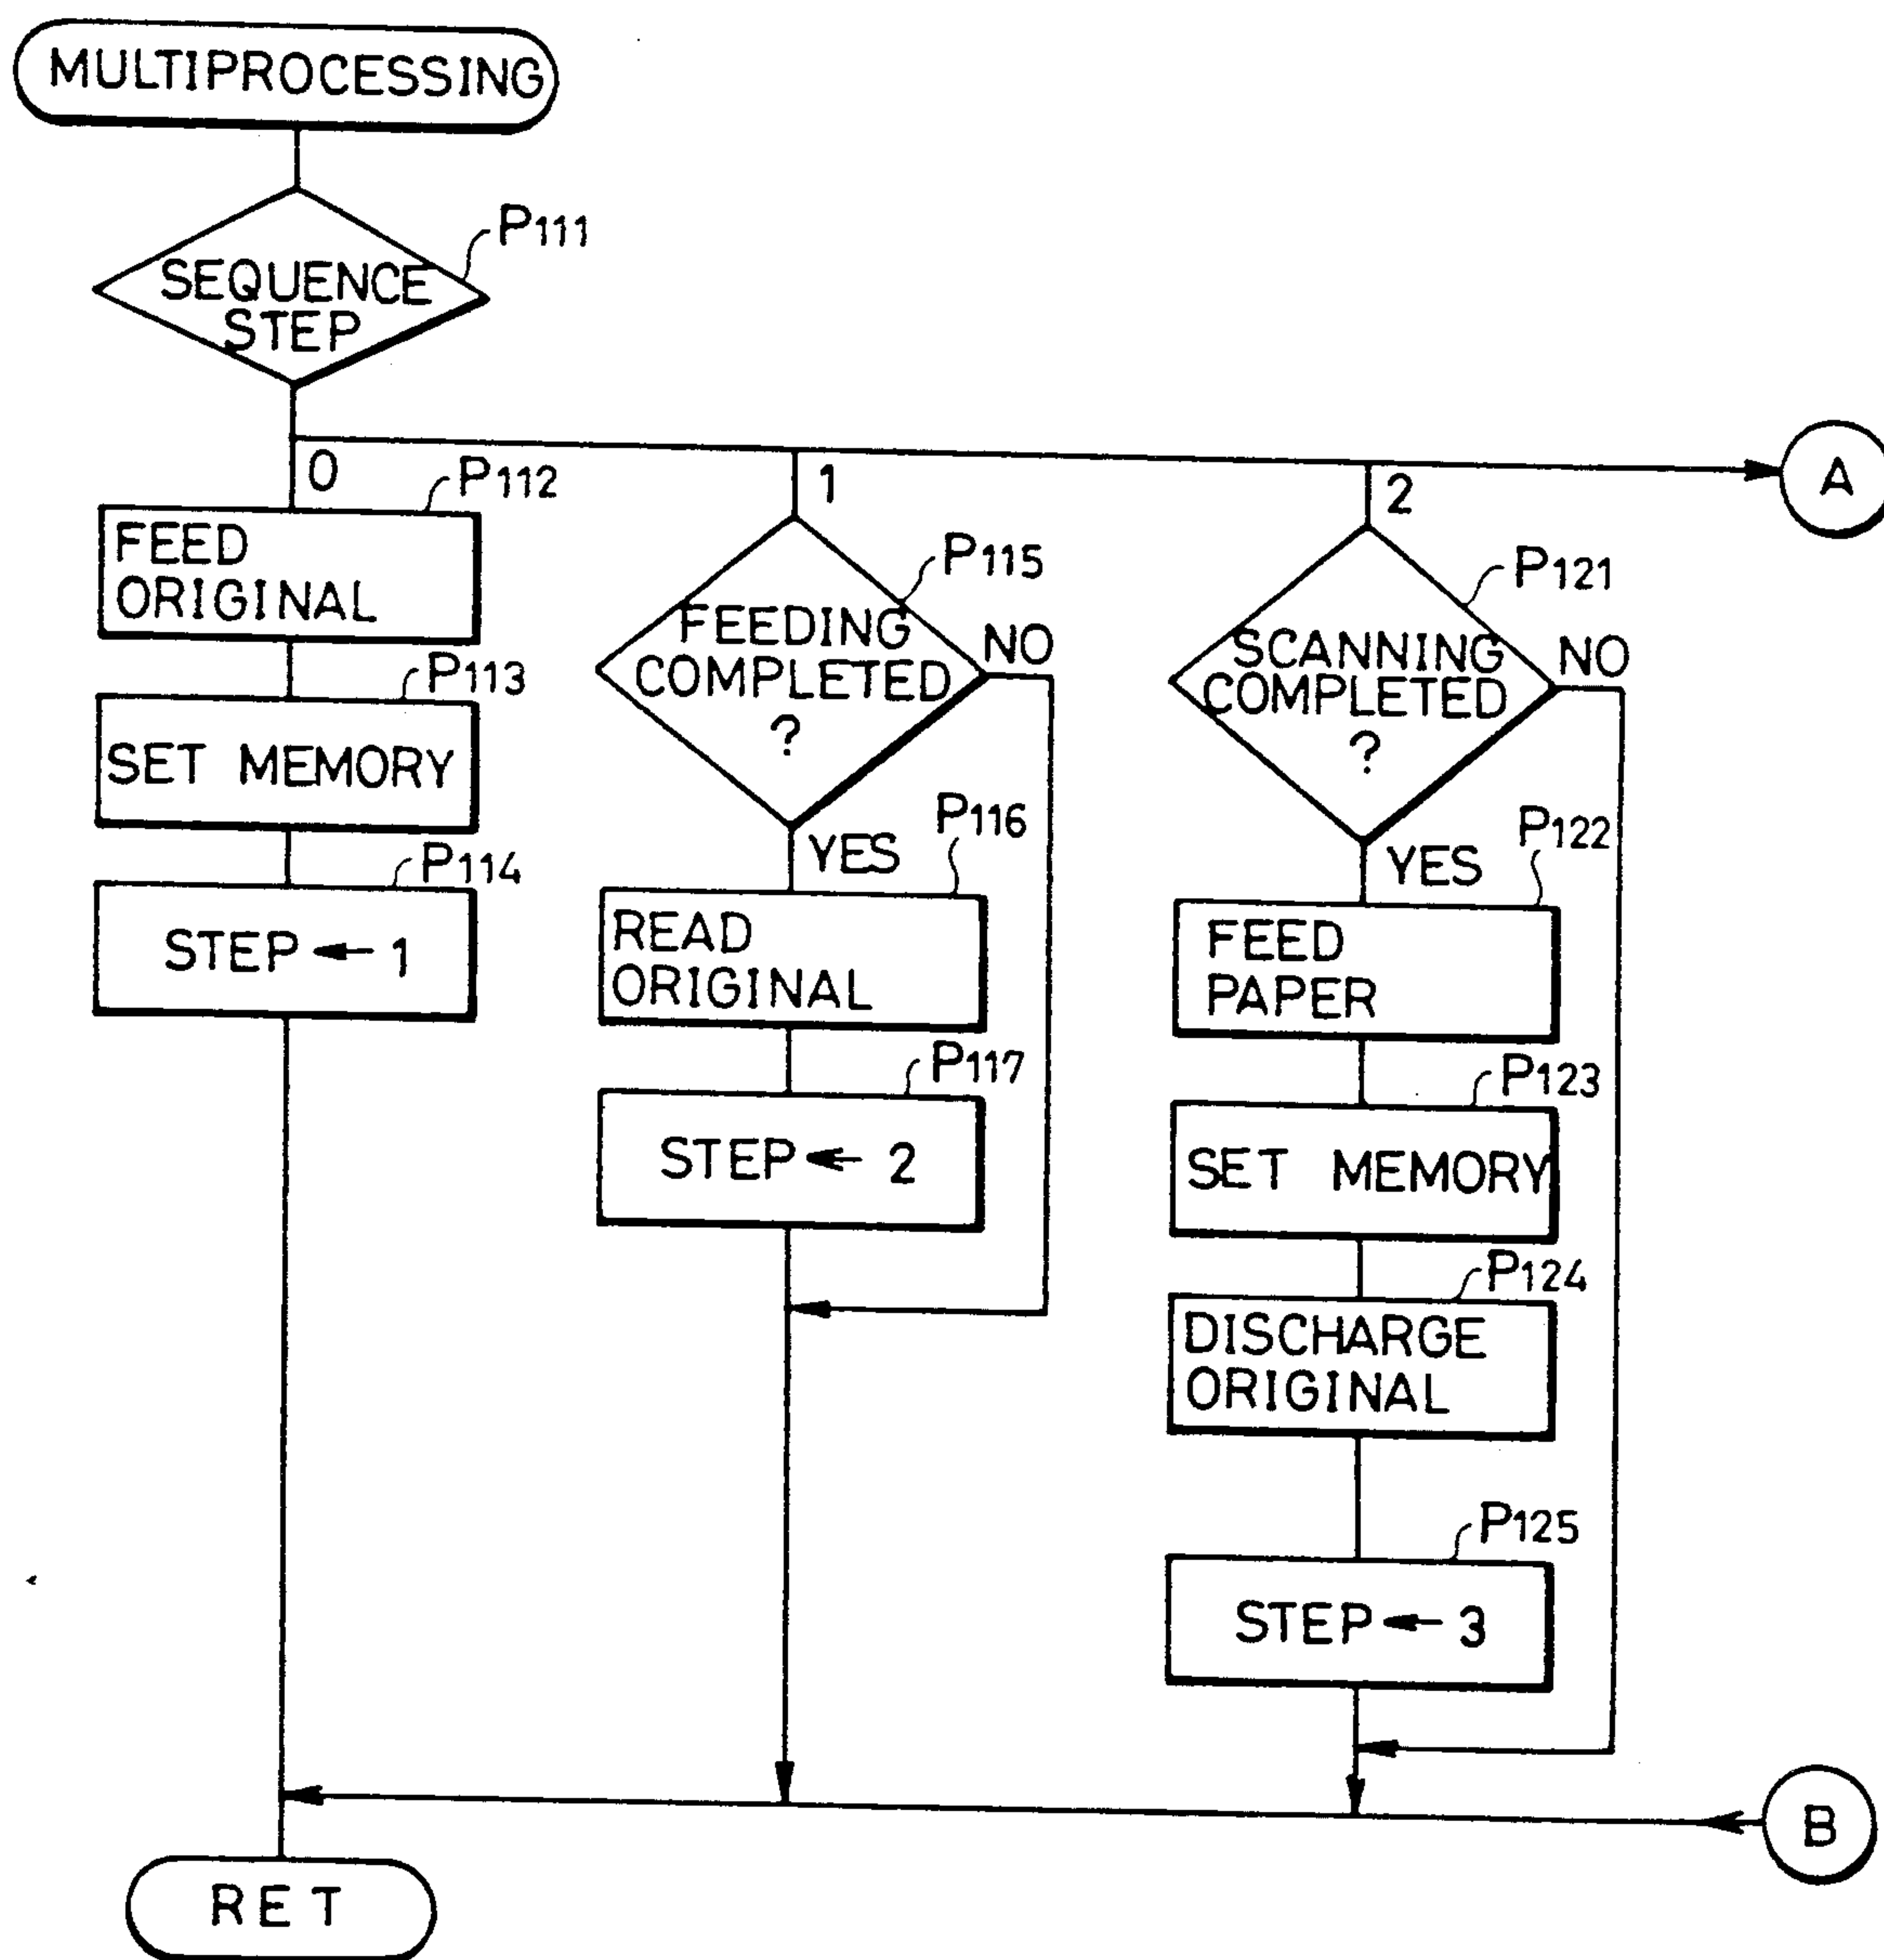 MULTIPROCESSING
P111
SEQUENCE
STEP
A
0
P112
FEED
ORIGINAL
P113
SET MEMORY
P114
STEP ← 1
1
P115
FEEDING
COMPLETED
?
NO
YES
P116
READ
ORIGINAL
P117
STEP ← 2
2
P121
SCANNING
COMPLETED
?
NO
YES
P122
FEED
PAPER
P123
SET MEMORY
P124
DISCHARGE
ORIGINAL
P125
STEP ← 3
B
RET